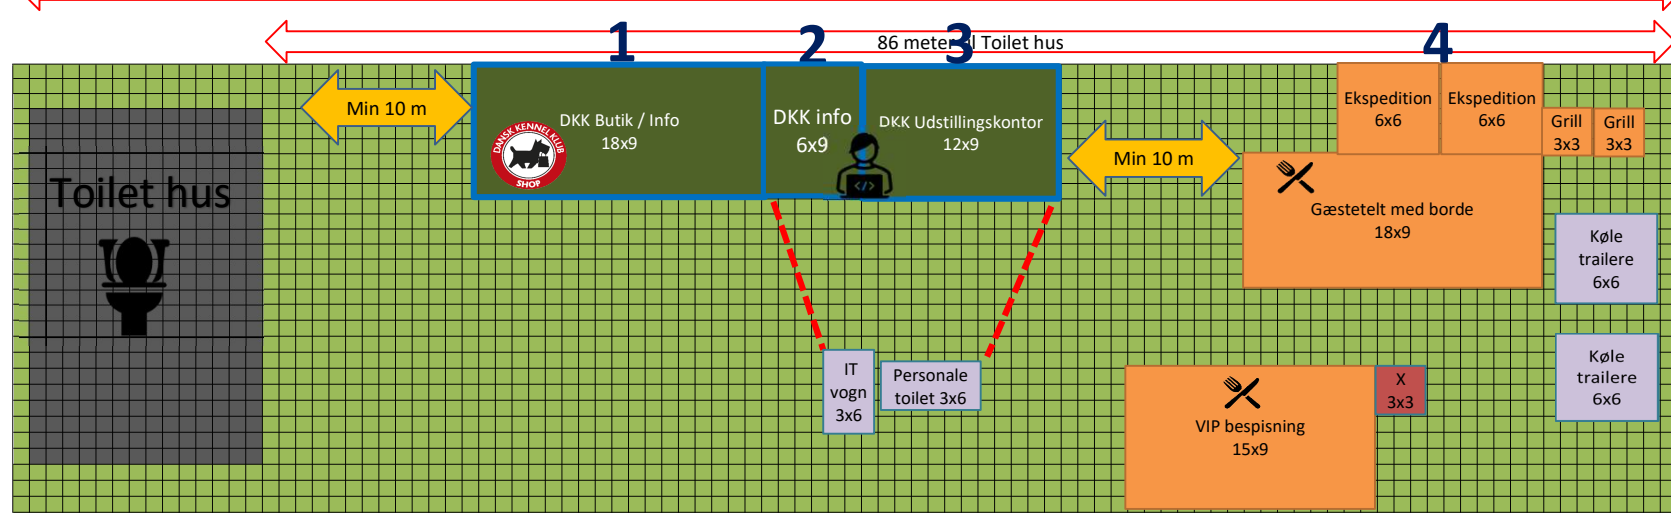 1
2
3
4
86 meter til Toilet hus
Min 10 m
DKK Butik / Info
18x9
DANSK KENNEL KLUB
SHOP
DKK info
6x9
</>
DKK Udstillingskontor
12x9
Min 10 m
Ekspedition
6x6
Ekspedition
6x6
Grill
3x3
Grill
3x3
Toilet hus
Gæstetelt med borde
18x9
Køle
trailere
6x6
IT
vogn
3x6
Personale
toilet 3x6
VIP bespisning
15x9
X
3x3
Køle
trailere
6x6